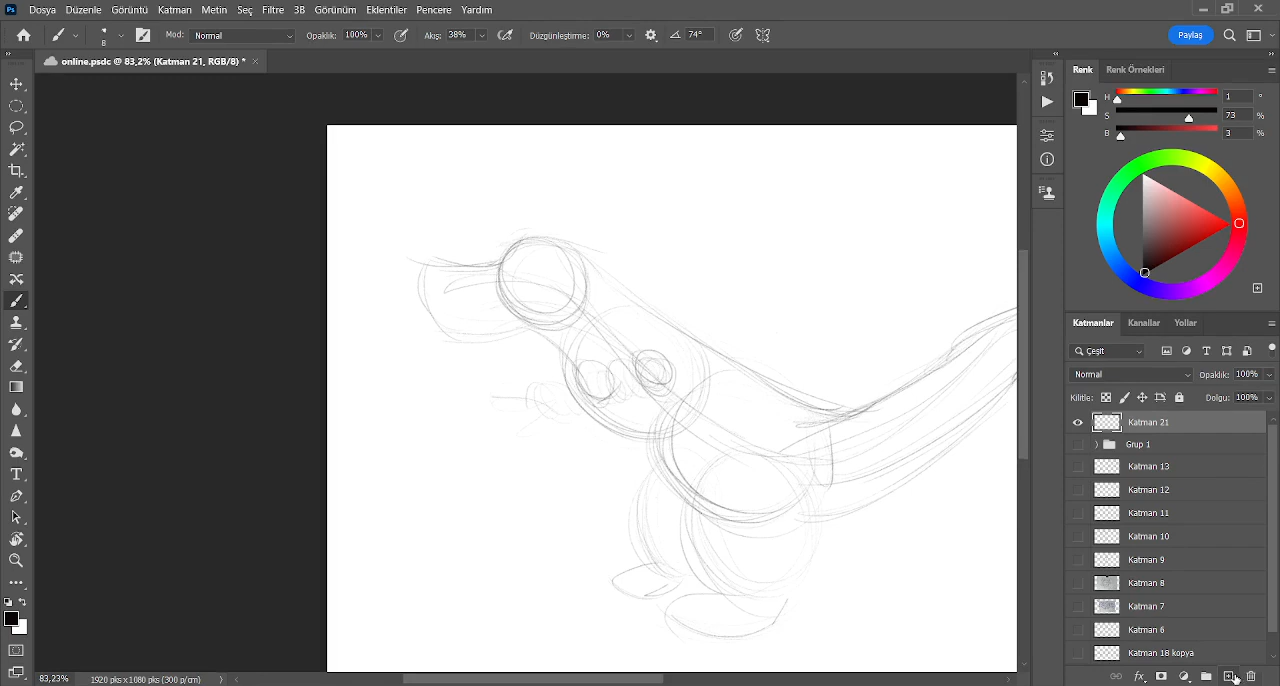 Ps Dosya Düzenle Görüntü Katman Metin Seç Filtre 3B Görünüm Eklentiler Pencere Yardım
8 Mod: Normal Opaklık: 100% Akış: 38% Düzgünleştirme: 0% 74° Paylaş
online.psdc @ 83,2% (Katman 21, RGB/8) *
Renk Renk Örnekleri
H 1 °
S 73 %
B 3 %
Katmanlar Kanallar Yollar
Çeşit
Normal Opaklık: 100%
Kilitle: Dolgu: 100%
Katman 21
Grup 1
Katman 13
Katman 12
Katman 11
Katman 10
Katman 9
Katman 8
Katman 7
Katman 6
Katman 18 kopya
83,23% 1920 pks x 1080 pks (300 p/cm)
fx